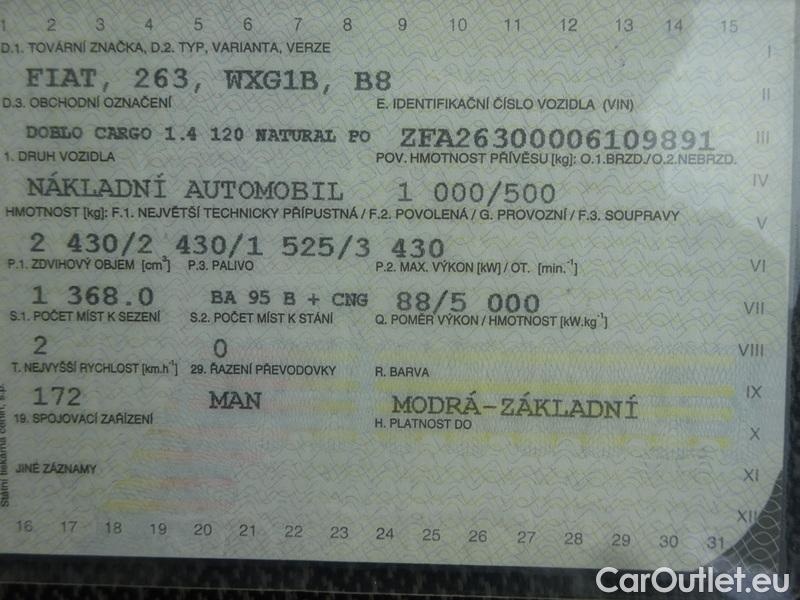 1 2 3 4 5 6 7 8 9 10 11 12 13 14 15
D.1. TOVÁRNÍ ZNAČKA, D.2. TYP, VARIANTA, VERZE
I
FIAT, 263, WXG1B, B8
II
D.3. OBCHODNÍ OZNAČENÍ E. IDENTIFIKAČNÍ ČÍSLO VOZIDLA (VIN)
DOBLO CARGO 1.4 120 NATURAL PO ZFA26300006109891
III
1. DRUH VOZIDLA POV. HMOTNOST PŘÍVĚSU [kg]: O.1.BRZD./O.2.NEBRZD.
NÁKLADNÍ AUTOMOBIL 1 000/500
IV
HMOTNOST [kg]: F.1. NEJVĚTŠÍ TECHNICKY PŘÍPUSTNÁ / F.2. POVOLENÁ / G. PROVOZNÍ / F.3. SOUPRAVY
V
2 430/2 430/1 525/3 430
P.1. ZDVIHOVÝ OBJEM [cm³] P.3. PALIVO P.2. MAX. VÝKON [kW] / OT. [min.⁻¹]
VI
1 368.0 BA 95 B + CNG 88/5 000
VII
S.1. POČET MÍST K SEZENÍ S.2. POČET MÍST K STÁNÍ Q. POMĚR VÝKON / HMOTNOST [kW.kg⁻¹]
2 0
VIII
T. NEJVYŠŠÍ RYCHLOST [km.h⁻¹] 29. ŘAZENÍ PŘEVODOVKY R. BARVA
IX
172 MAN MODRÁ-ZÁKLADNÍ
19. SPOJOVACÍ ZAŘÍZENÍ H. PLATNOST DO
X
JINÉ ZÁZNAMY
XI
Státní tiskárna cenin, s.p.
XII
16 17 18 19 20 21 22 23 24 25 26 27 28 29 30 31
CarOutlet.eu